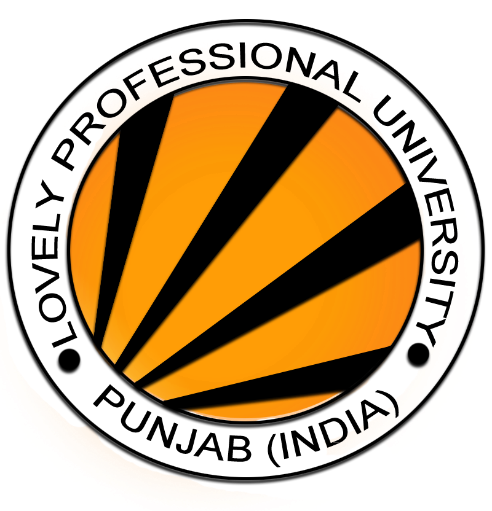 LOVELY PROFESSIONAL UNIVERSITY
PUNJAB (INDIA)